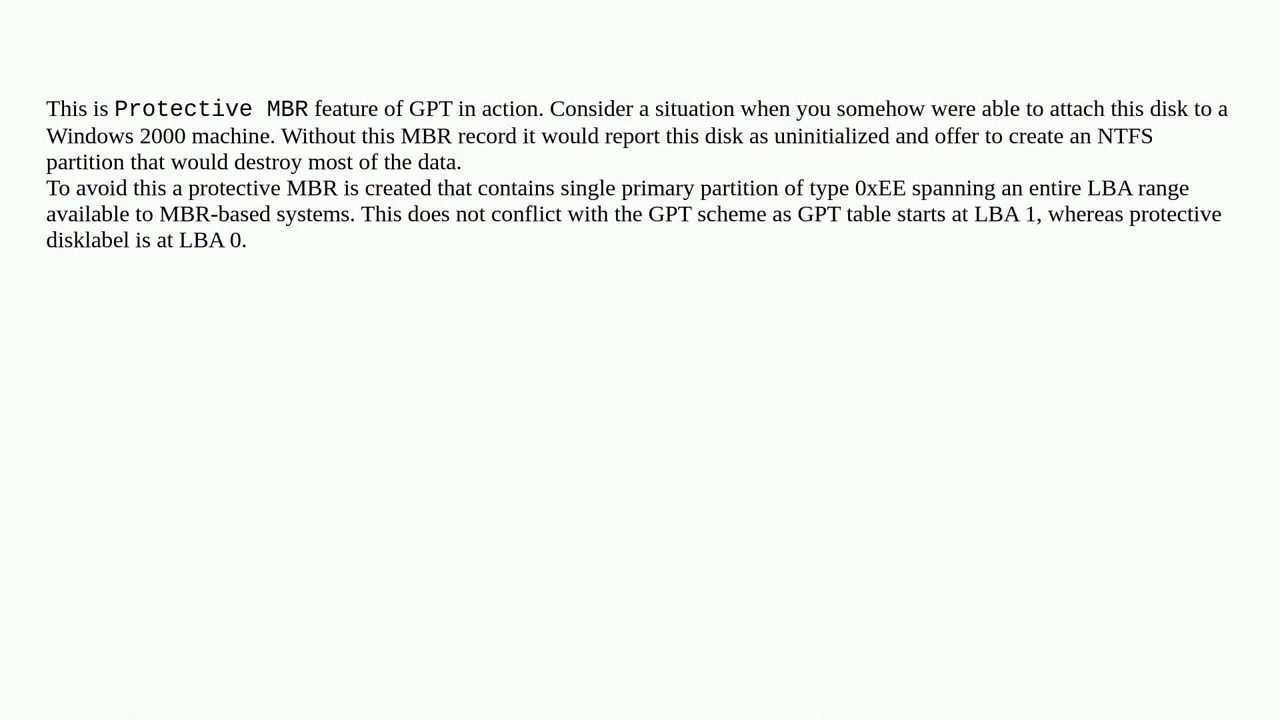 This is Protective MBR feature of GPT in action. Consider a situation when you somehow were able to attach this disk to a
Windows 2000 machine. Without this MBR record it would report this disk as uninitialized and offer to create an NTFS
partition that would destroy most of the data.
To avoid this a protective MBR is created that contains single primary partition of type 0xEE spanning an entire LBA range
available to MBR-based systems. This does not conflict with the GPT scheme as GPT table starts at LBA 1, whereas protective
disklabel is at LBA 0.